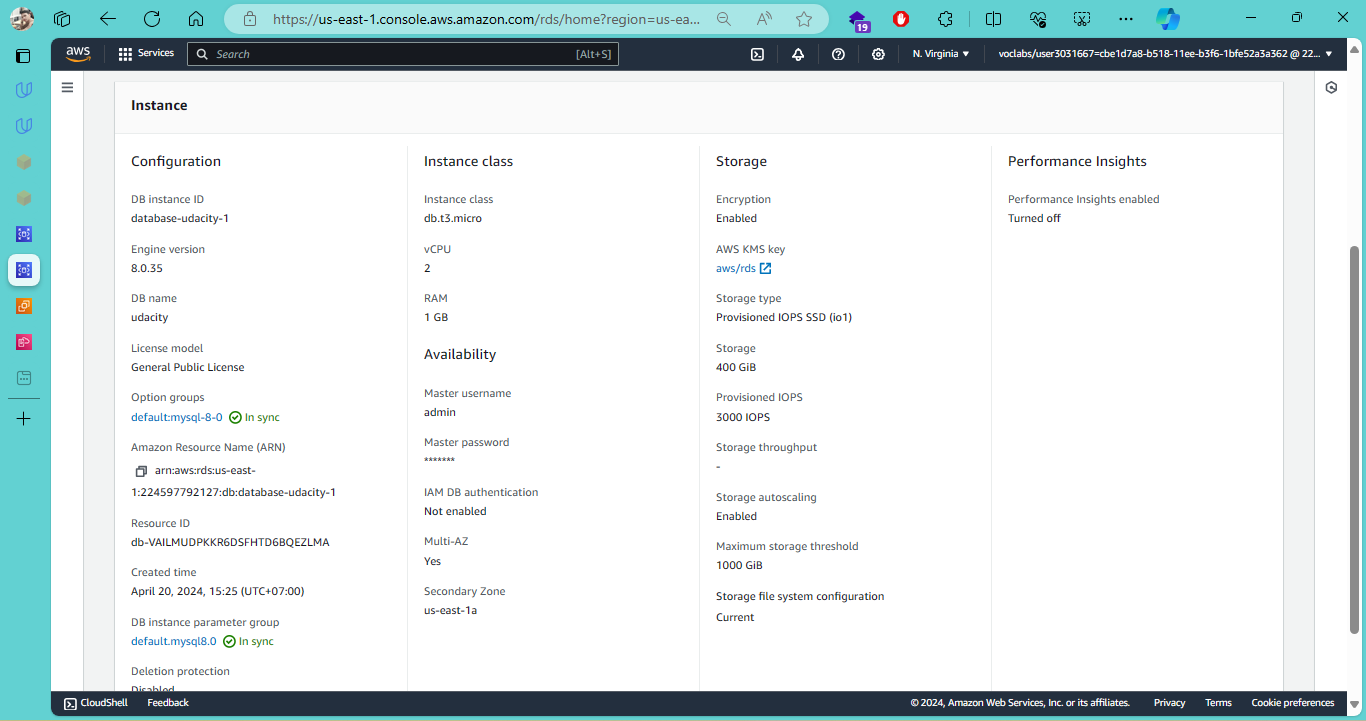 https://us-east-1.console.aws.amazon.com/rds/home?region=us-ea...
19
aws
Services
Search
[Alt+S]
N. Virginia
voclabs/user3031667=cbe1d7a8-b518-11ee-b3f6-1bfe52a3a362 @ 22...
Instance
Configuration
DB instance ID
database-udacity-1
Engine version
8.0.35
DB name
udacity
License model
General Public License
Option groups
default:mysql-8-0 In sync
Amazon Resource Name (ARN)
arn:aws:rds:us-east-
1:224597792127:db:database-udacity-1
Resource ID
db-VAILMUDPKKR6DSFHTD6BQEZLMA
Created time
April 20, 2024, 15:25 (UTC+07:00)
DB instance parameter group
default.mysql8.0 In sync
Deletion protection
Disabled
Instance class
Instance class
db.t3.micro
vCPU
2
RAM
1 GB
Availability
Master username
admin
Master password
*******
IAM DB authentication
Not enabled
Multi-AZ
Yes
Secondary Zone
us-east-1a
Storage
Encryption
Enabled
AWS KMS key
aws/rds
Storage type
Provisioned IOPS SSD (io1)
Storage
400 GiB
Provisioned IOPS
3000 IOPS
Storage throughput
-
Storage autoscaling
Enabled
Maximum storage threshold
1000 GiB
Storage file system configuration
Current
Performance Insights
Performance Insights enabled
Turned off
CloudShell
Feedback
© 2024, Amazon Web Services, Inc. or its affiliates.
Privacy
Terms
Cookie preferences